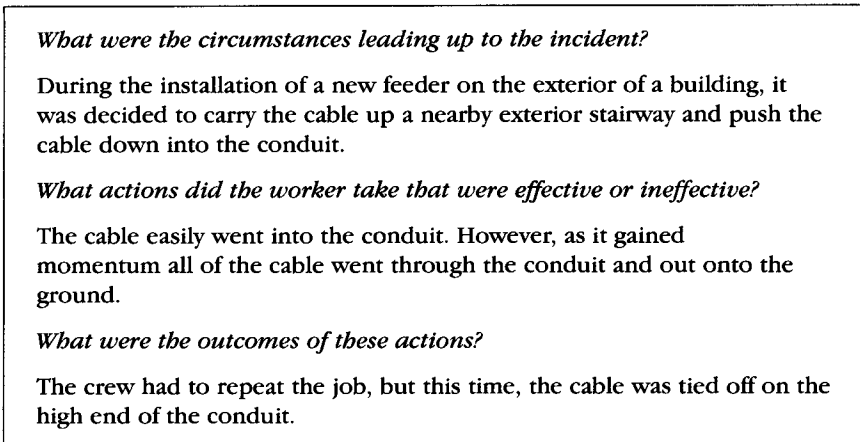 What were the circumstances leading up to the incident?
During the installation of a new feeder on the exterior of a building, it
was decided to carry the cable up a nearby exterior stairway and push the
cable down into the conduit.
What actions did the worker take that were effective or ineffective?
The cable easily went into the conduit. However, as it gained
momentum all of the cable went through the conduit and out onto the
ground.
What were the outcomes of these actions?
The crew had to repeat the job, but this time, the cable was tied off on the
high end of the conduit.